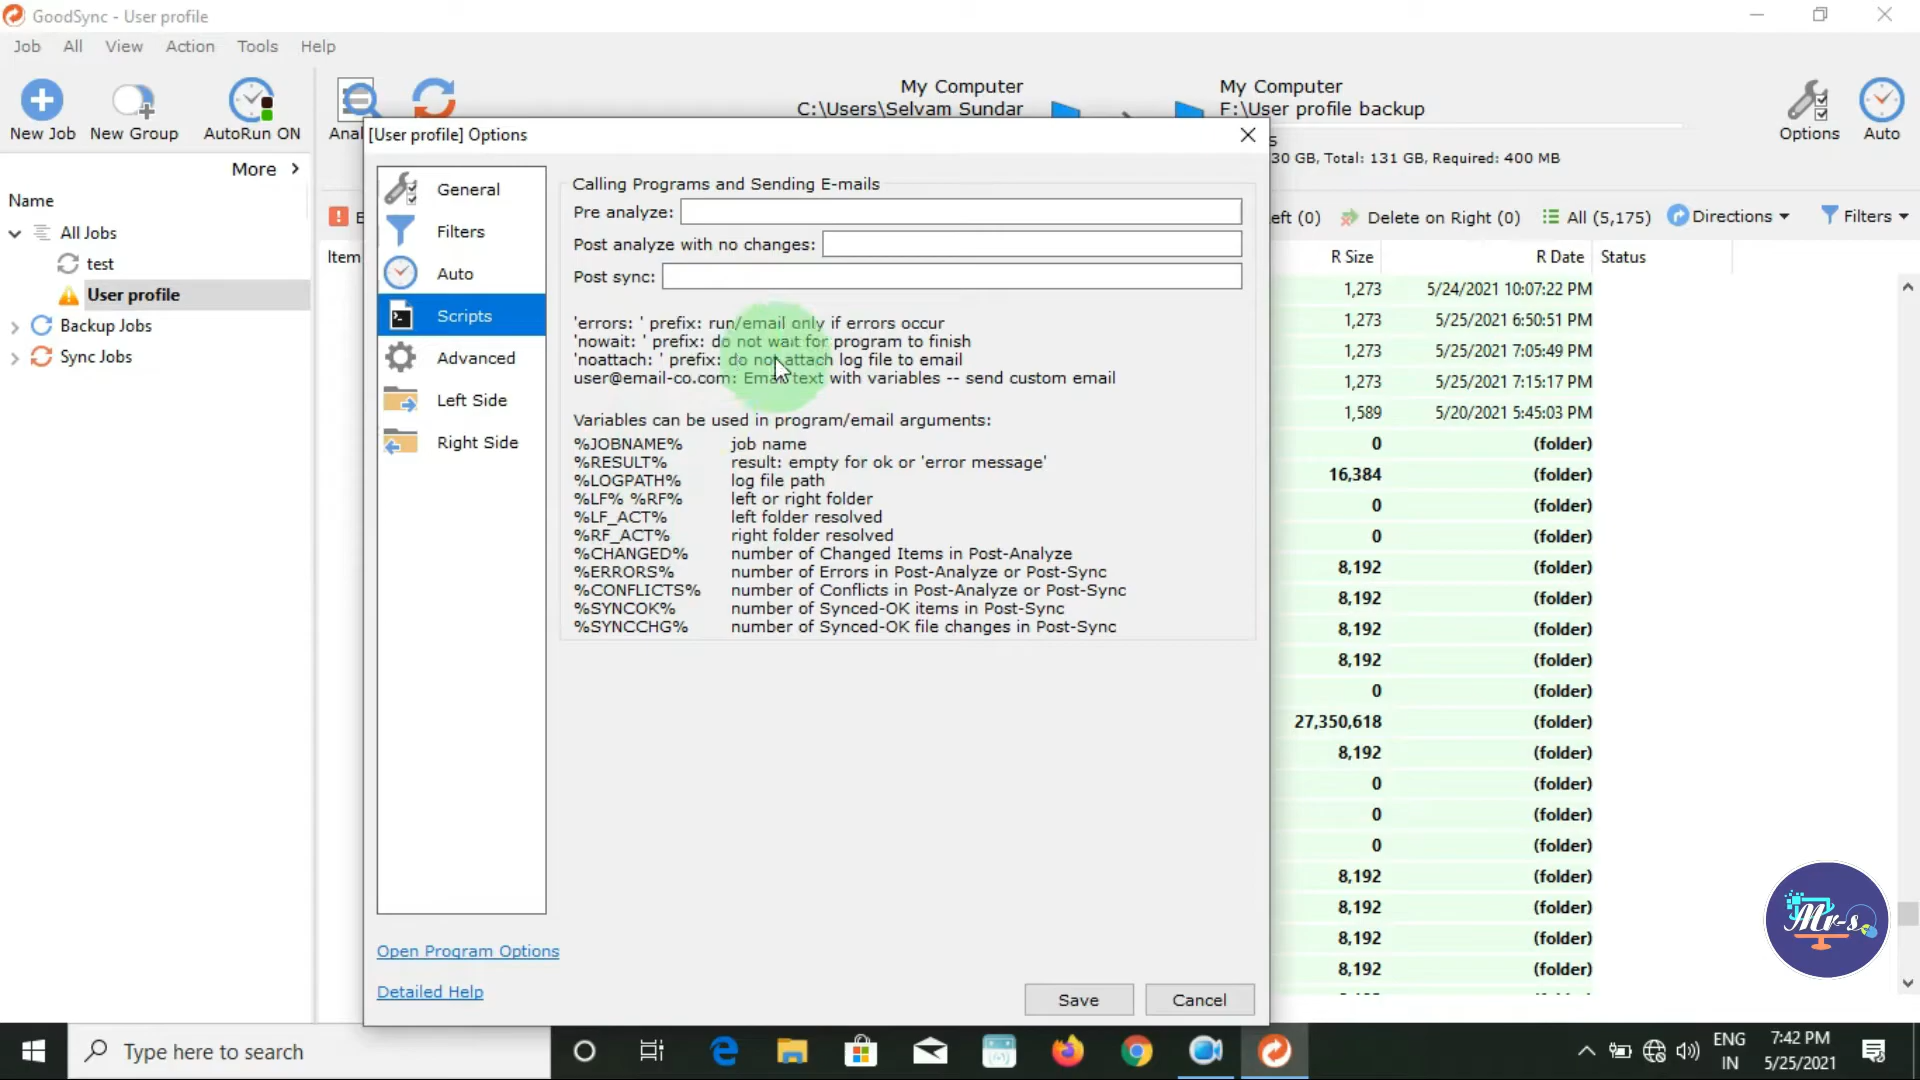 GoodSync - User profile
Job All View Action Tools Help
New Job New Group AutoRun ON
My Computer
C:\Users\Selvam Sundar
My Computer
F:\User profile backup
Options Auto
30 GB, Total: 131 GB, Required: 400 MB
More
Name
All Jobs
test
User profile
Backup Jobs
Sync Jobs
Delete on Right (0) All (5,175) Directions Filters
Item
R Size R Date Status
[User profile] Options
General
Filters
Auto
Scripts
Advanced
Left Side
Right Side
Calling Programs and Sending E-mails
Pre analyze:
Post analyze with no changes:
Post sync:
'errors: ' prefix: run/email only if errors occur
'nowait: ' prefix: do not wait for program to finish
'noattach: ' prefix: do not attach log file to email
user@email-co.com: Email text with variables -- send custom email
Variables can be used in program/email arguments:
%JOBNAME% job name
%RESULT% result: empty for ok or 'error message'
%LOGPATH% log file path
%LF% %RF% left or right folder
%LF_ACT% left folder resolved
%RF_ACT% right folder resolved
%CHANGED% number of Changed Items in Post-Analyze
%ERRORS% number of Errors in Post-Analyze or Post-Sync
%CONFLICTS% number of Conflicts in Post-Analyze or Post-Sync
%SYNCOK% number of Synced-OK items in Post-Sync
%SYNCCHG% number of Synced-OK file changes in Post-Sync
Open Program Options
Detailed Help
Save Cancel
1,273 5/24/2021 10:07:22 PM
1,273 5/25/2021 6:50:51 PM
1,273 5/25/2021 7:05:49 PM
1,273 5/25/2021 7:15:17 PM
1,589 5/20/2021 5:45:03 PM
0 (folder)
16,384 (folder)
0 (folder)
0 (folder)
8,192 (folder)
8,192 (folder)
8,192 (folder)
8,192 (folder)
0 (folder)
27,350,618 (folder)
8,192 (folder)
0 (folder)
0 (folder)
0 (folder)
8,192 (folder)
8,192 (folder)
8,192 (folder)
8,192 (folder)
Mr-s
Type here to search
ENG
IN
7:42 PM
5/25/2021